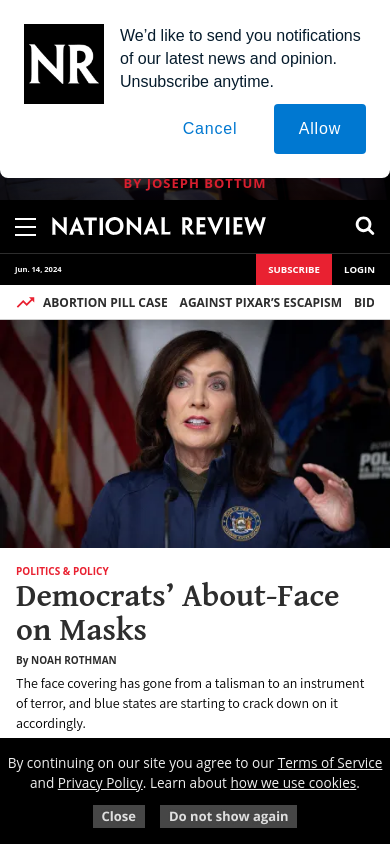 NR
We’d like to send you notifications
of our latest news and opinion.
Unsubscribe anytime.
Cancel
Allow
BY JOSEPH BOTTUM
NATIONAL REVIEW
Jun. 14, 2024
SUBSCRIBE
LOGIN
ABORTION PILL CASE AGAINST PIXAR’S ESCAPISM BID
POLITICS & POLICY
Democrats’ About-Face
on Masks
By NOAH ROTHMAN
The face covering has gone from a talisman to an instrument
of terror, and blue states are starting to crack down on it
accordingly.
By continuing on our site you agree to our Terms of Service
and Privacy Policy. Learn about how we use cookies.
Close
Do not show again